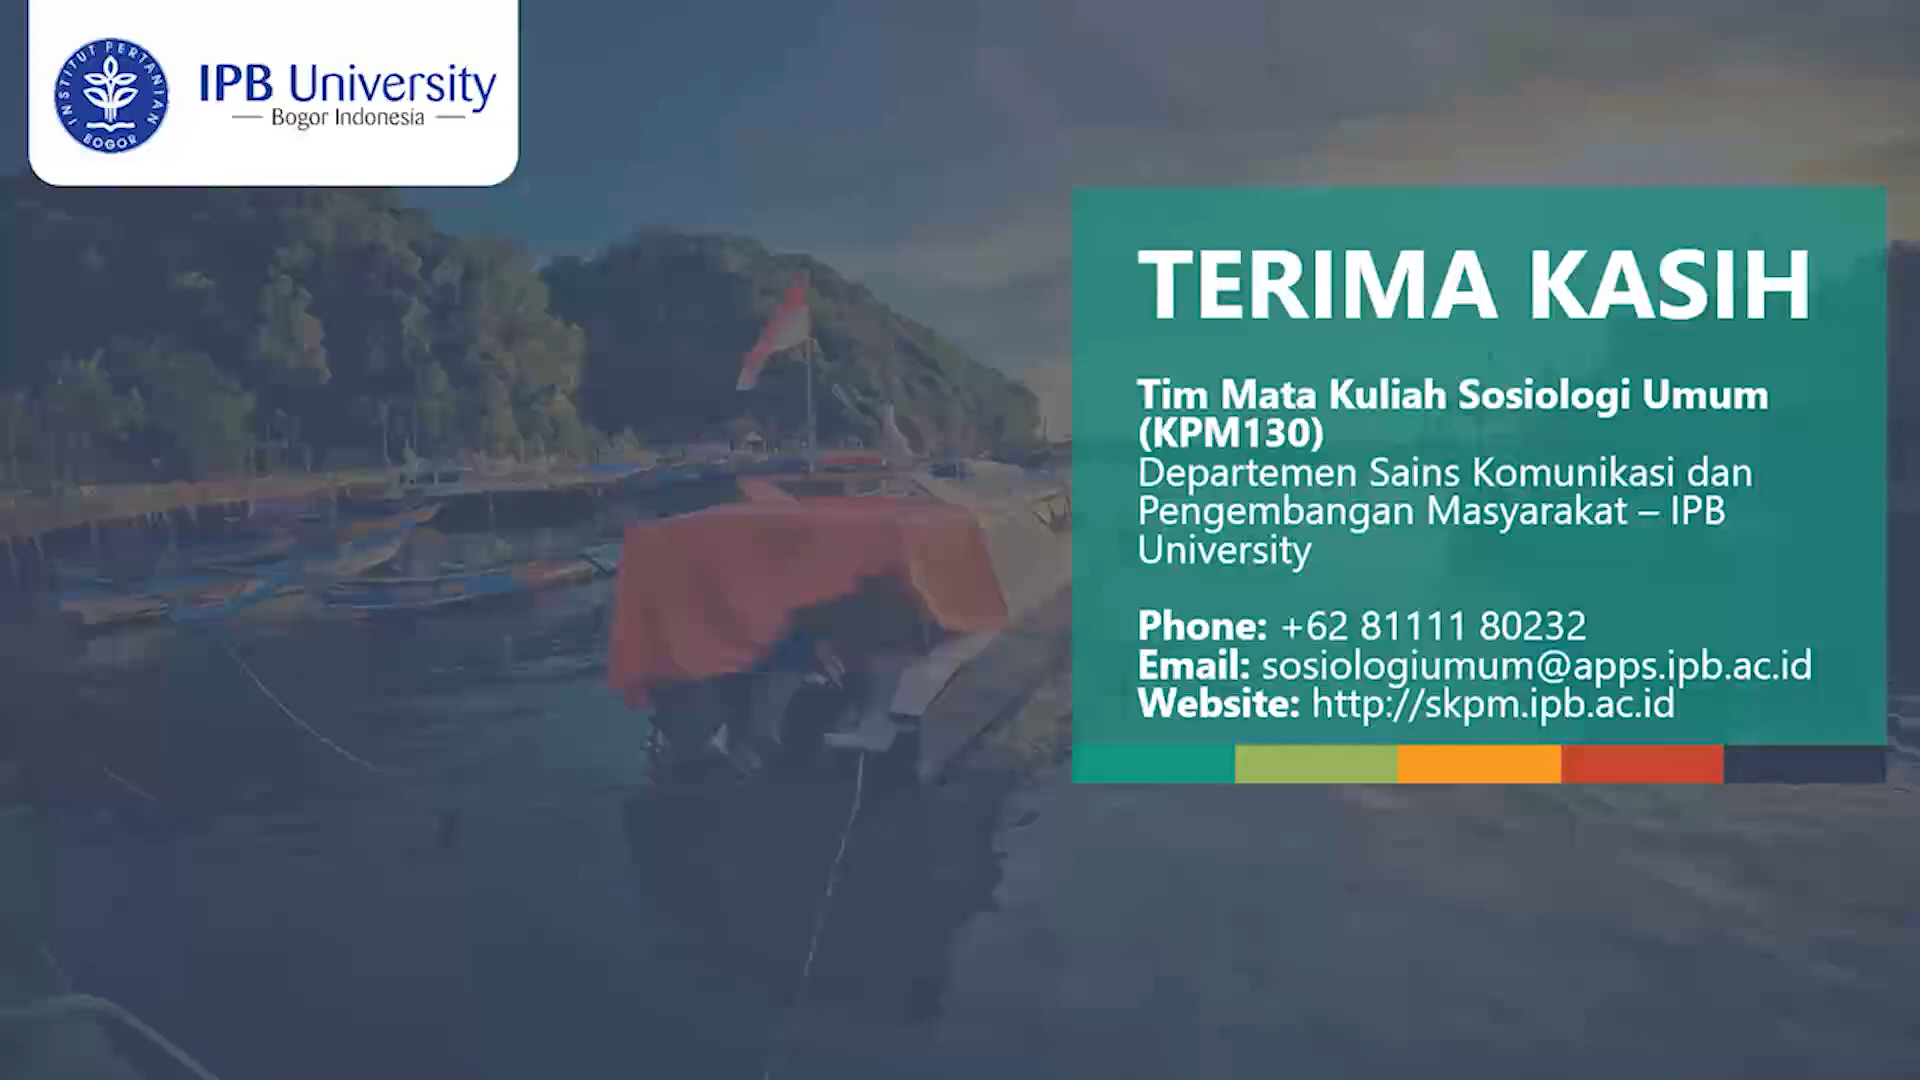 INSTITUT PERTANIAN
BOGOR
IPB University
Bogor Indonesia
TERIMA KASIH
Tim Mata Kuliah Sosiologi Umum
(KPM130)
Departemen Sains Komunikasi dan
Pengembangan Masyarakat – IPB
University
Phone: +62 81111 80232
Email: sosiologiumum@apps.ipb.ac.id
Website: http://skpm.ipb.ac.id